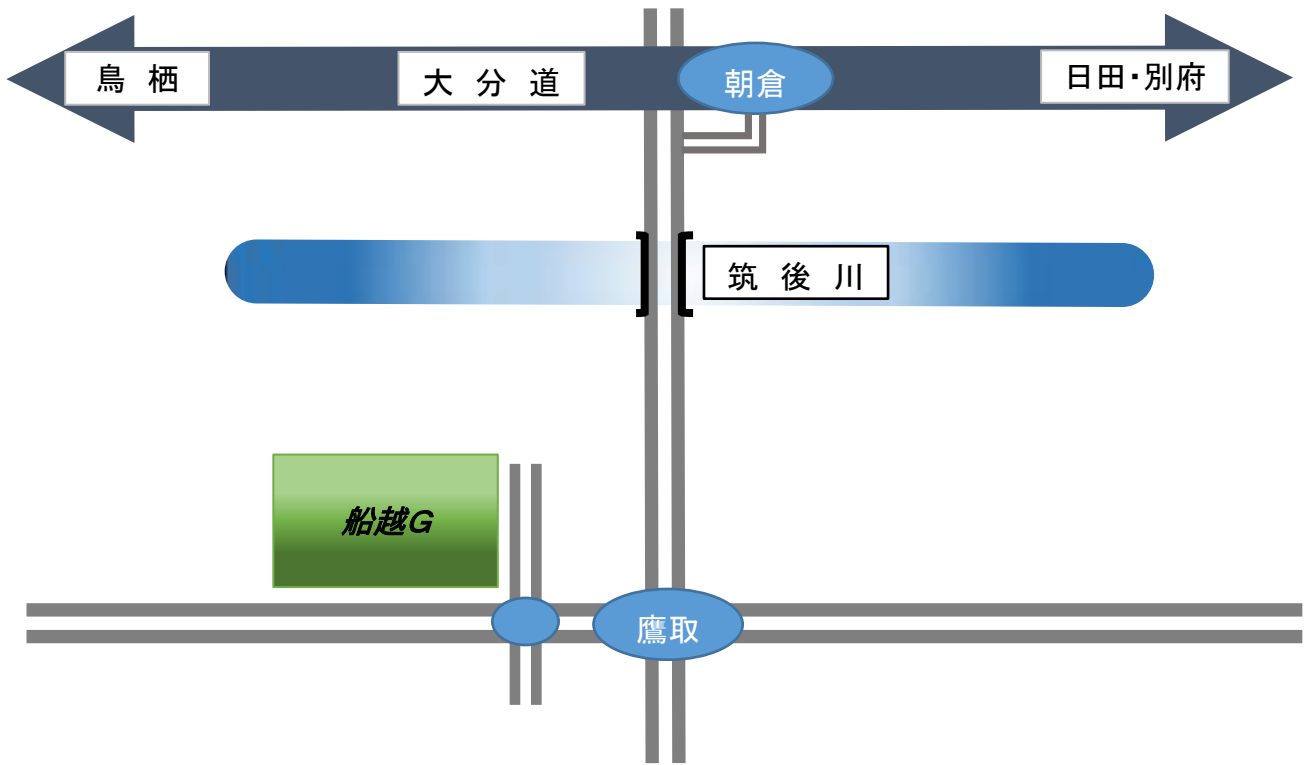 鳥 栖
大 分 道
朝倉
日田・別府
筑 後 川
船越G
鷹取